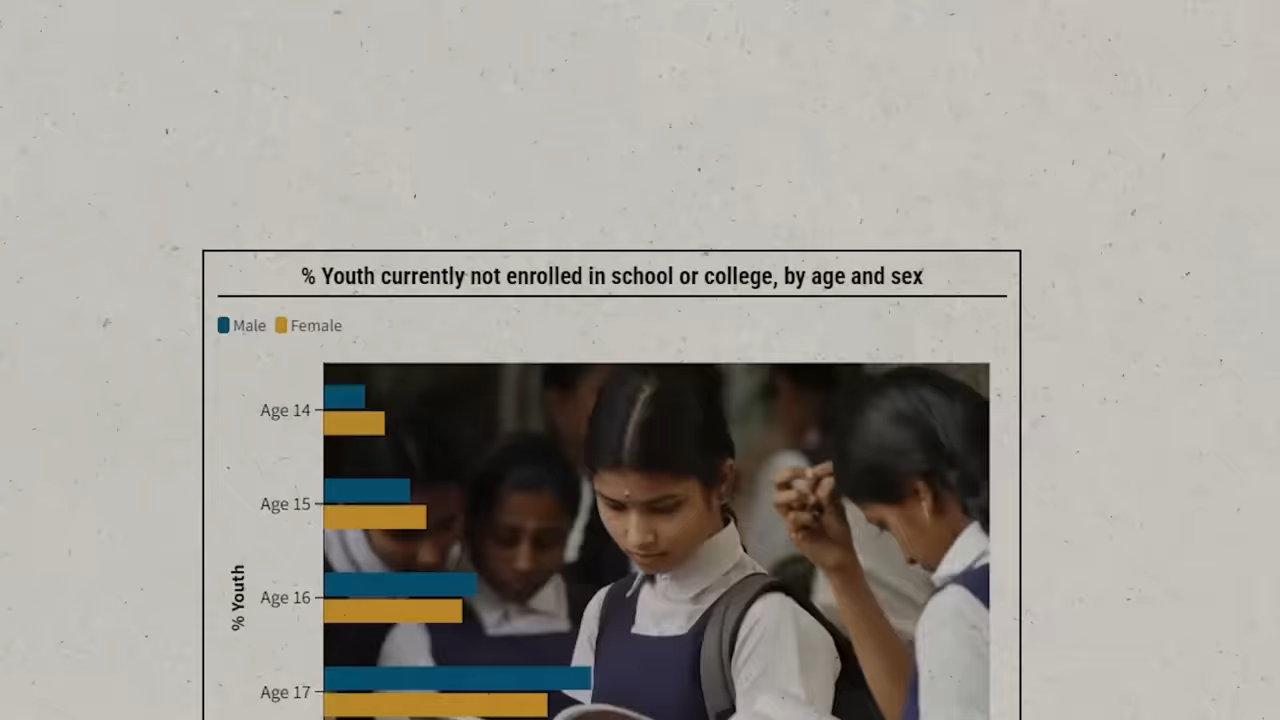 % Youth currently not enrolled in school or college, by age and sex
Male Female
Age 14
Age 15
% Youth
Age 16
Age 17